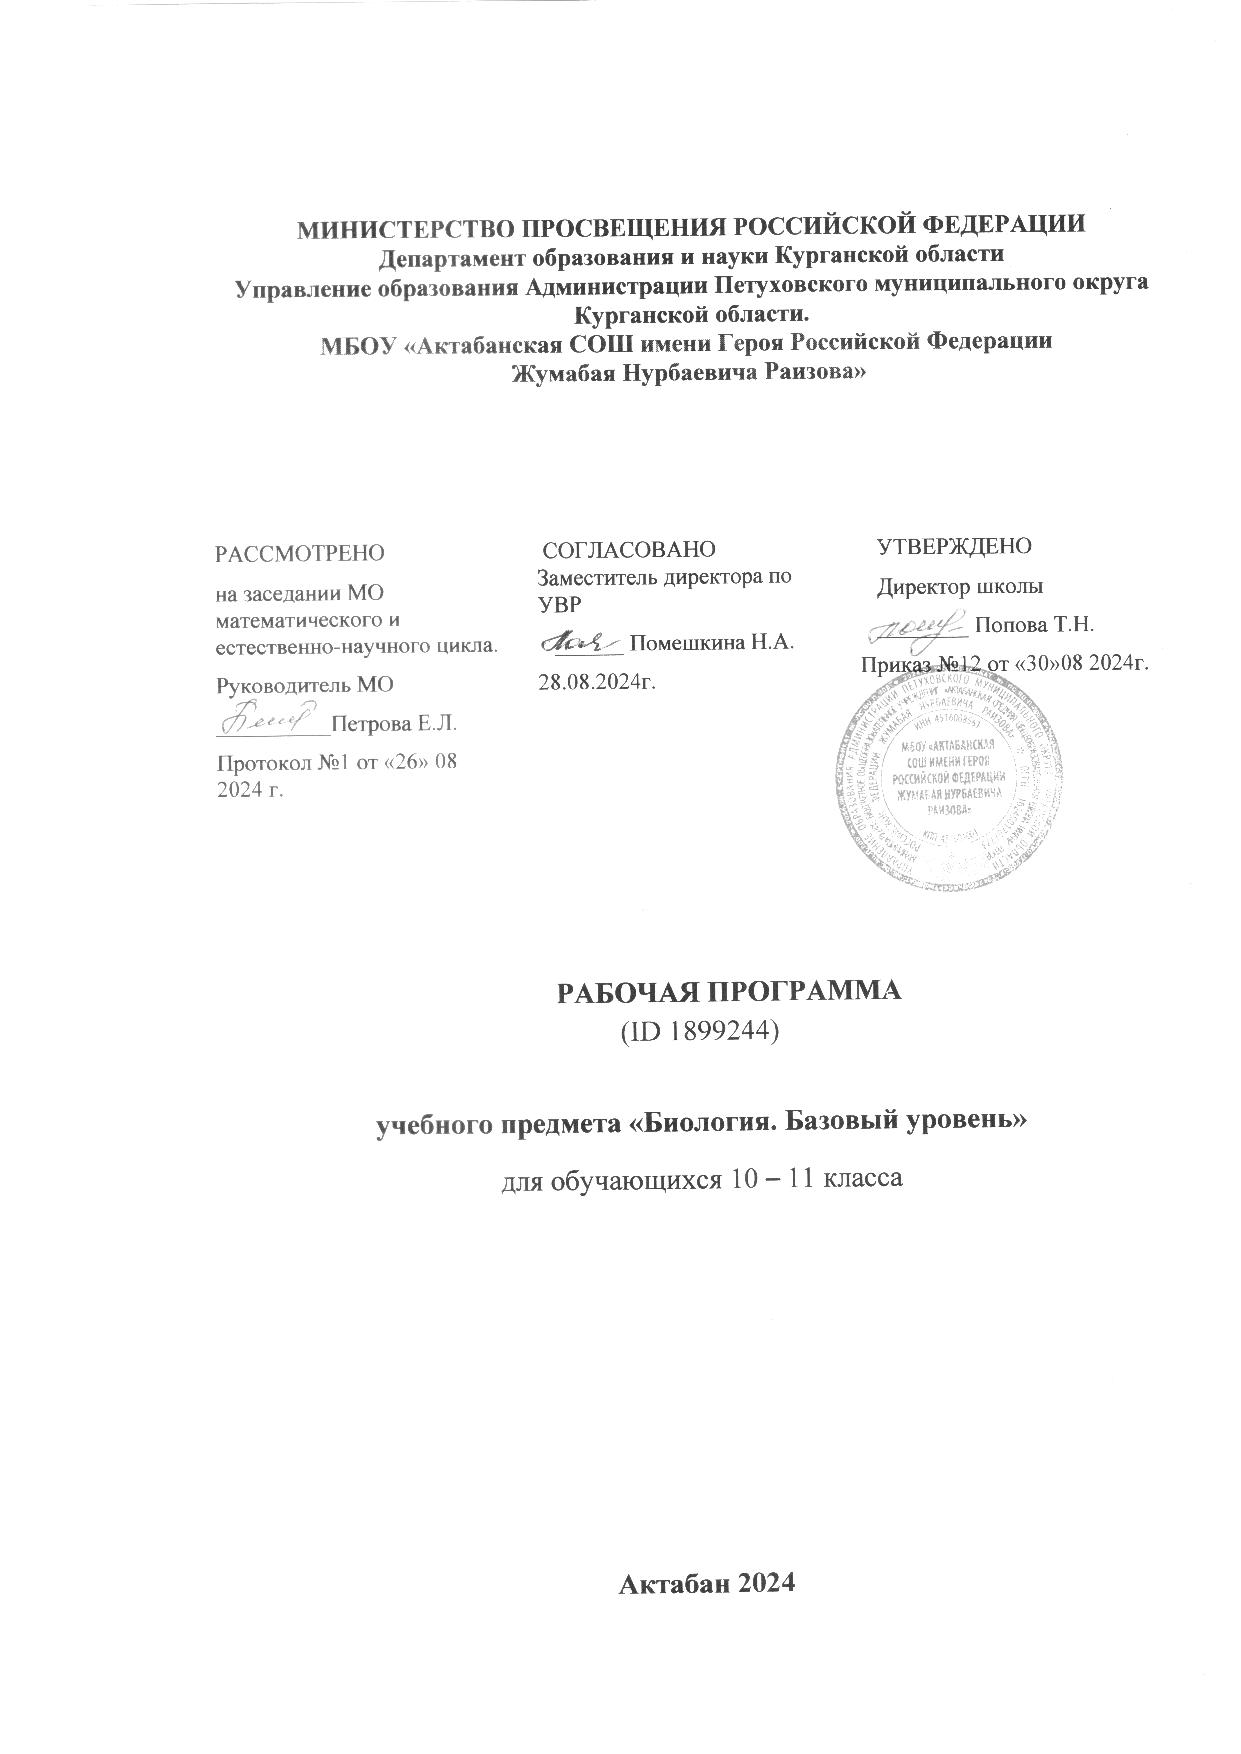 МИНИСТЕРСТВО ПРОСВЕЩЕНИЯ РОССИЙСКОЙ ФЕДЕРАЦИИ
Департамент образования и науки Курганской области
Управление образования Администрации Петуховского муниципального округа
Курганской области.
МБОУ «Актабанская СОШ имени Героя Российской Федерации
Жумабая Нурбаевича Раизова»
РАССМОТРЕНО
на заседании МО
математического и
естественно-научного цикла.
Руководитель МО
Петрова Е.Л.
Протокол №1 от «26» 08
2024 г.
СОГЛАСОВАНО
Заместитель директора по
УВР
Помешкина Н.А.
28.08.2024г.
УТВЕРЖДЕНО
Директор школы
Попова Т.Н.
Приказ №12 от «30»08 2024г.
МБОУ «АКТАБАНСКАЯ
СОШ ИМЕНИ ГЕРОЯ
РОССИЙСКОЙ ФЕДЕРАЦИИ
ЖУМАБАЯ НУРБАЕВИЧА
РАИЗОВА»
РАБОЧАЯ ПРОГРАММА
(ID 1899244)
учебного предмета «Биология. Базовый уровень»
для обучающихся 10 – 11 класса
Актабан 2024